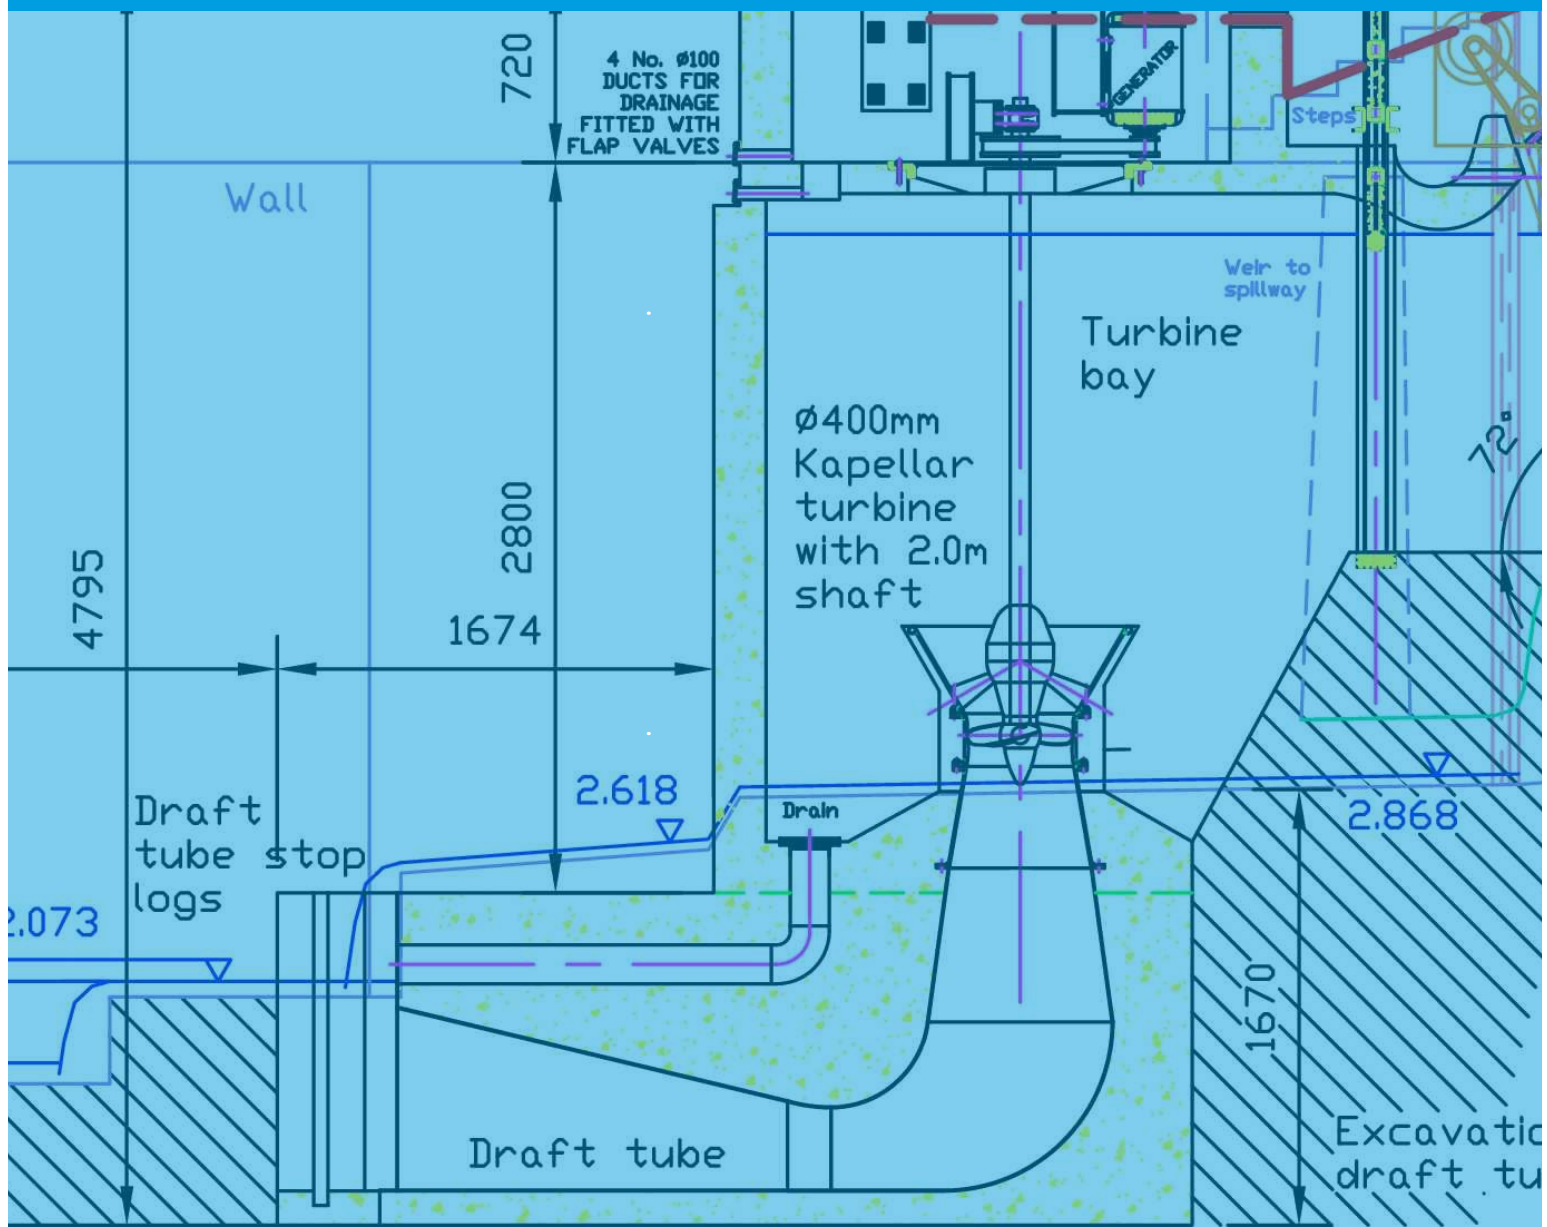 720
4 No. Ø100
DUCTS FOR
DRAINAGE
FITTED WITH
FLAP VALVES
GENERATOR
Steps
Wall
Weir to
spillway
Turbine
bay
Ø400mm
Kapellar
turbine
with 2.0m
shaft
72°
2800
4795
1674
2.618
Drain
2.868
Draft
tube stop
logs
2.073
1670
Draft tube
Excavatio
draft tu